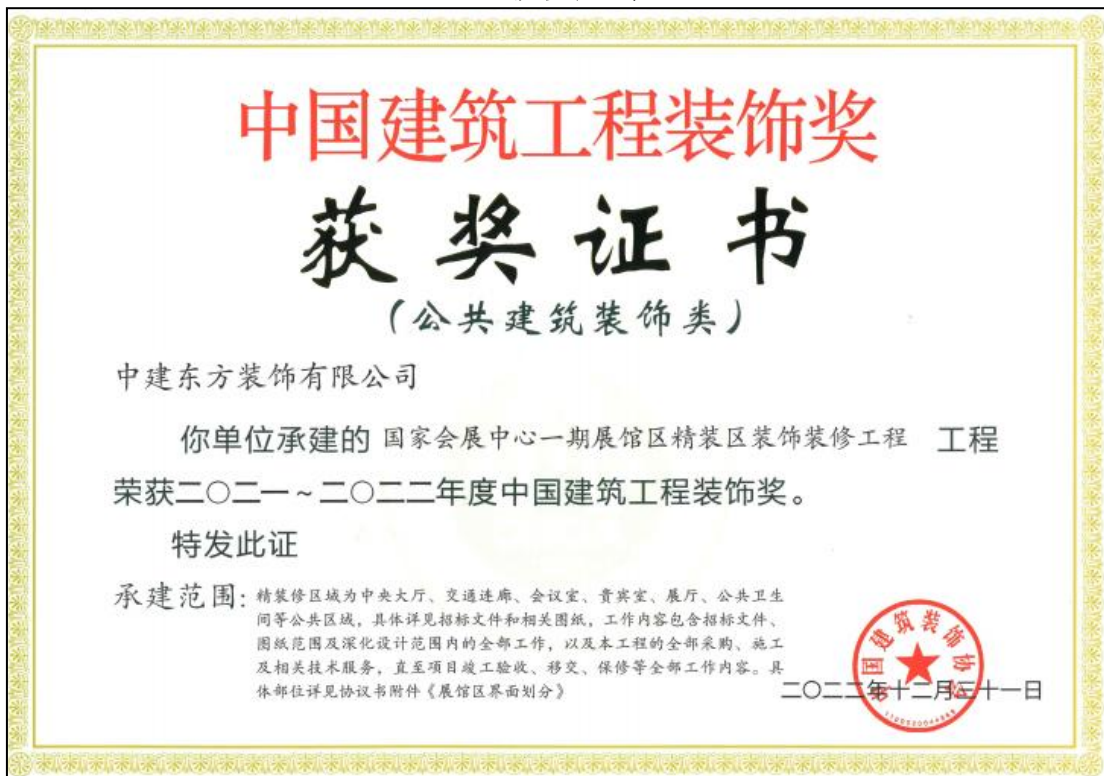 中国建筑工程装饰奖
获奖证书
（公共建筑装饰类）
中建东方装饰有限公司
你单位承建的 国家会展中心一期展馆区精装区装饰装修工程 工程
荣获二〇二一~二〇二二年度中国建筑工程装饰奖。
特发此证
承建范围：精装修区域为中央大厅、交通连廊、会议室、贵宾室、展厅、公共卫生
间等公共区域，具体详见招标文件和相关图纸，工作内容包含招标文件、
图纸范围及深化设计范围内的全部工作，以及本工程的全部采购、施工
及相关技术服务，直至项目竣工验收、移交、保修等全部工作内容。具
体部位详见协议书附件《展馆区界面划分》
中国建筑装饰协会
二〇二二年十二月三十一日